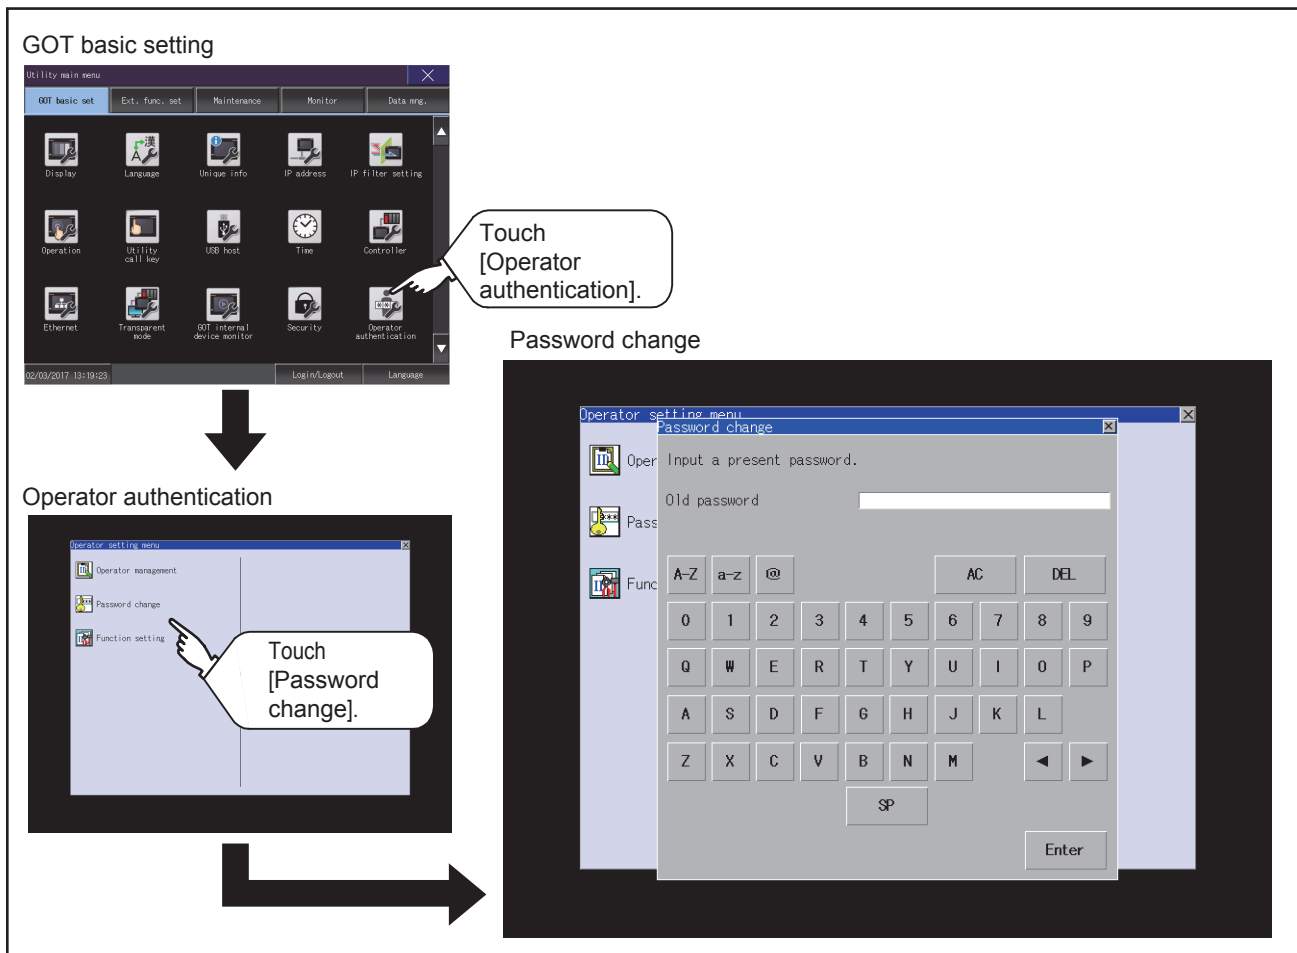 GOT basic setting
Utility main menu
GOT basic set Ext. func. set Maintenance Monitor Data mng.
Display Language Unique info IP address IP filter setting
Operation Utility call key USB host Time Controller
Ethernet Transparent mode GOT internal device monitor Security Operator authentication
02/03/2017 13:19:23 Login/Logout Language
Touch
[Operator
authentication].
Operator authentication
Operator setting menu
Operator management
Password change
Function setting
Touch
[Password
change].
Password change
Operator setting menu
Oper
Pass
Func
Password change
Input a present password.
Old password
A-Z a-z @ AC DEL
0 1 2 3 4 5 6 7 8 9
Q W E R T Y U I O P
A S D F G H J K L
Z X C V B N M ◄ ►
SP
Enter